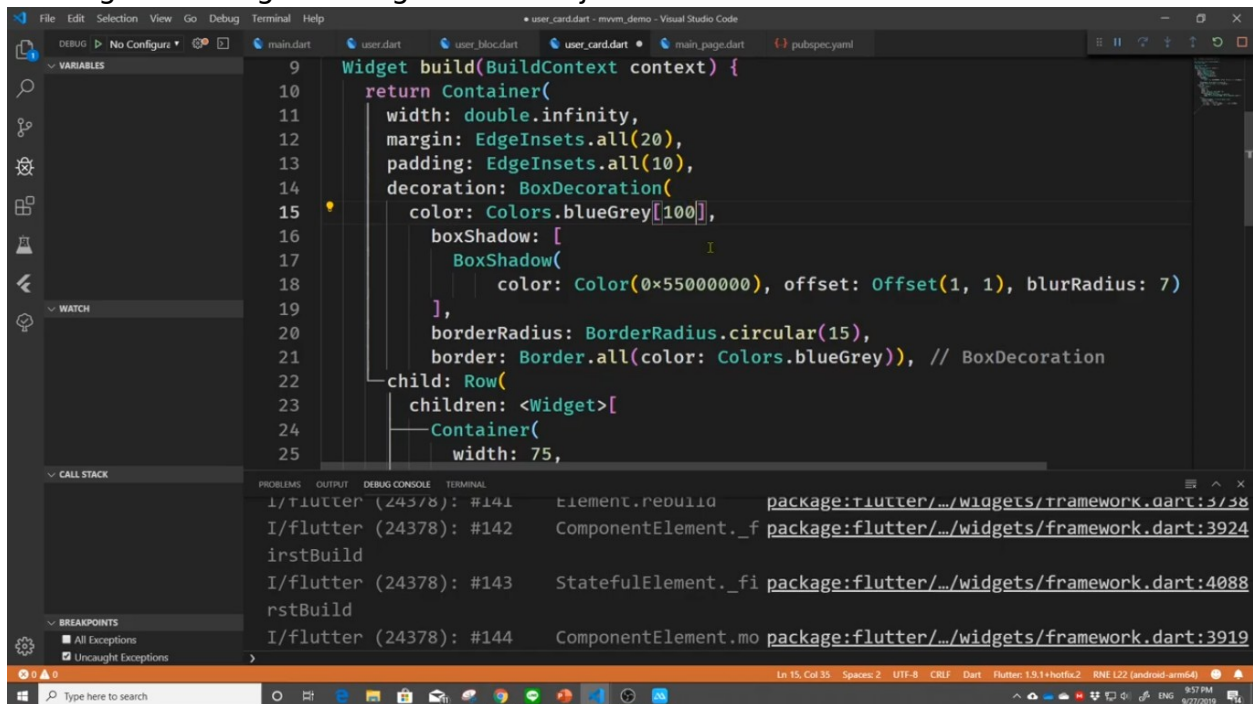 File Edit Selection View Go Debug Terminal Help
● user_card.dart - mvvm_demo - Visual Studio Code
DEBUG No Configura
main.dart user.dart user_bloc.dart user_card.dart ● main_page.dart pubspec.yaml
VARIABLES
9 Widget build(BuildContext context) {
10 return Container(
11 width: double.infinity,
12 margin: EdgeInsets.all(20),
13 padding: EdgeInsets.all(10),
14 decoration: BoxDecoration(
15 color: Colors.blueGrey[100],
16 boxShadow: [
17 BoxShadow(
18 color: Color(0×55000000), offset: Offset(1, 1), blurRadius: 7)
19 ],
20 borderRadius: BorderRadius.circular(15),
21 border: Border.all(color: Colors.blueGrey)), // BoxDecoration
22 child: Row(
23 children: <Widget>[
24 Container(
25 width: 75,
WATCH
CALL STACK
BREAKPOINTS
All Exceptions
Uncaught Exceptions
PROBLEMS OUTPUT DEBUG CONSOLE TERMINAL
I/flutter (24378): #141 Element.rebuild package:flutter/…/widgets/framework.dart:3738
I/flutter (24378): #142 ComponentElement._f package:flutter/…/widgets/framework.dart:3924
irstBuild
I/flutter (24378): #143 StatefulElement._fi package:flutter/…/widgets/framework.dart:4088
rstBuild
I/flutter (24378): #144 ComponentElement.mo package:flutter/…/widgets/framework.dart:3919
0 0
Ln 15, Col 35 Spaces: 2 UTF-8 CRLF Dart Flutter: 1.9.1+hotfix.2 RNE L22 (android-arm64)
Type here to search
ENG
9:57 PM
9/27/2019